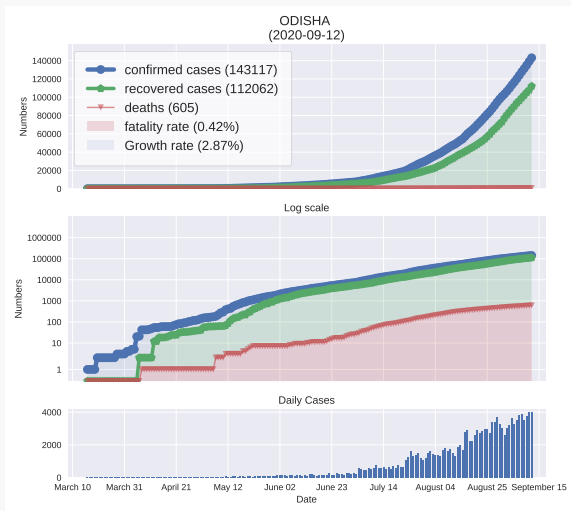 ODISHA
(2020-09-12)
confirmed cases (143117)
recovered cases (112062)
deaths (605)
fatality rate (0.42%)
Growth rate (2.87%)
Numbers
140000
120000
100000
80000
60000
40000
20000
0
Log scale
Numbers
1000000
100000
10000
1000
100
10
1
Daily Cases
4000
2000
0
March 10 March 31 April 21 May 12 June 02 June 23 July 14 August 04 August 25 September 15
Date